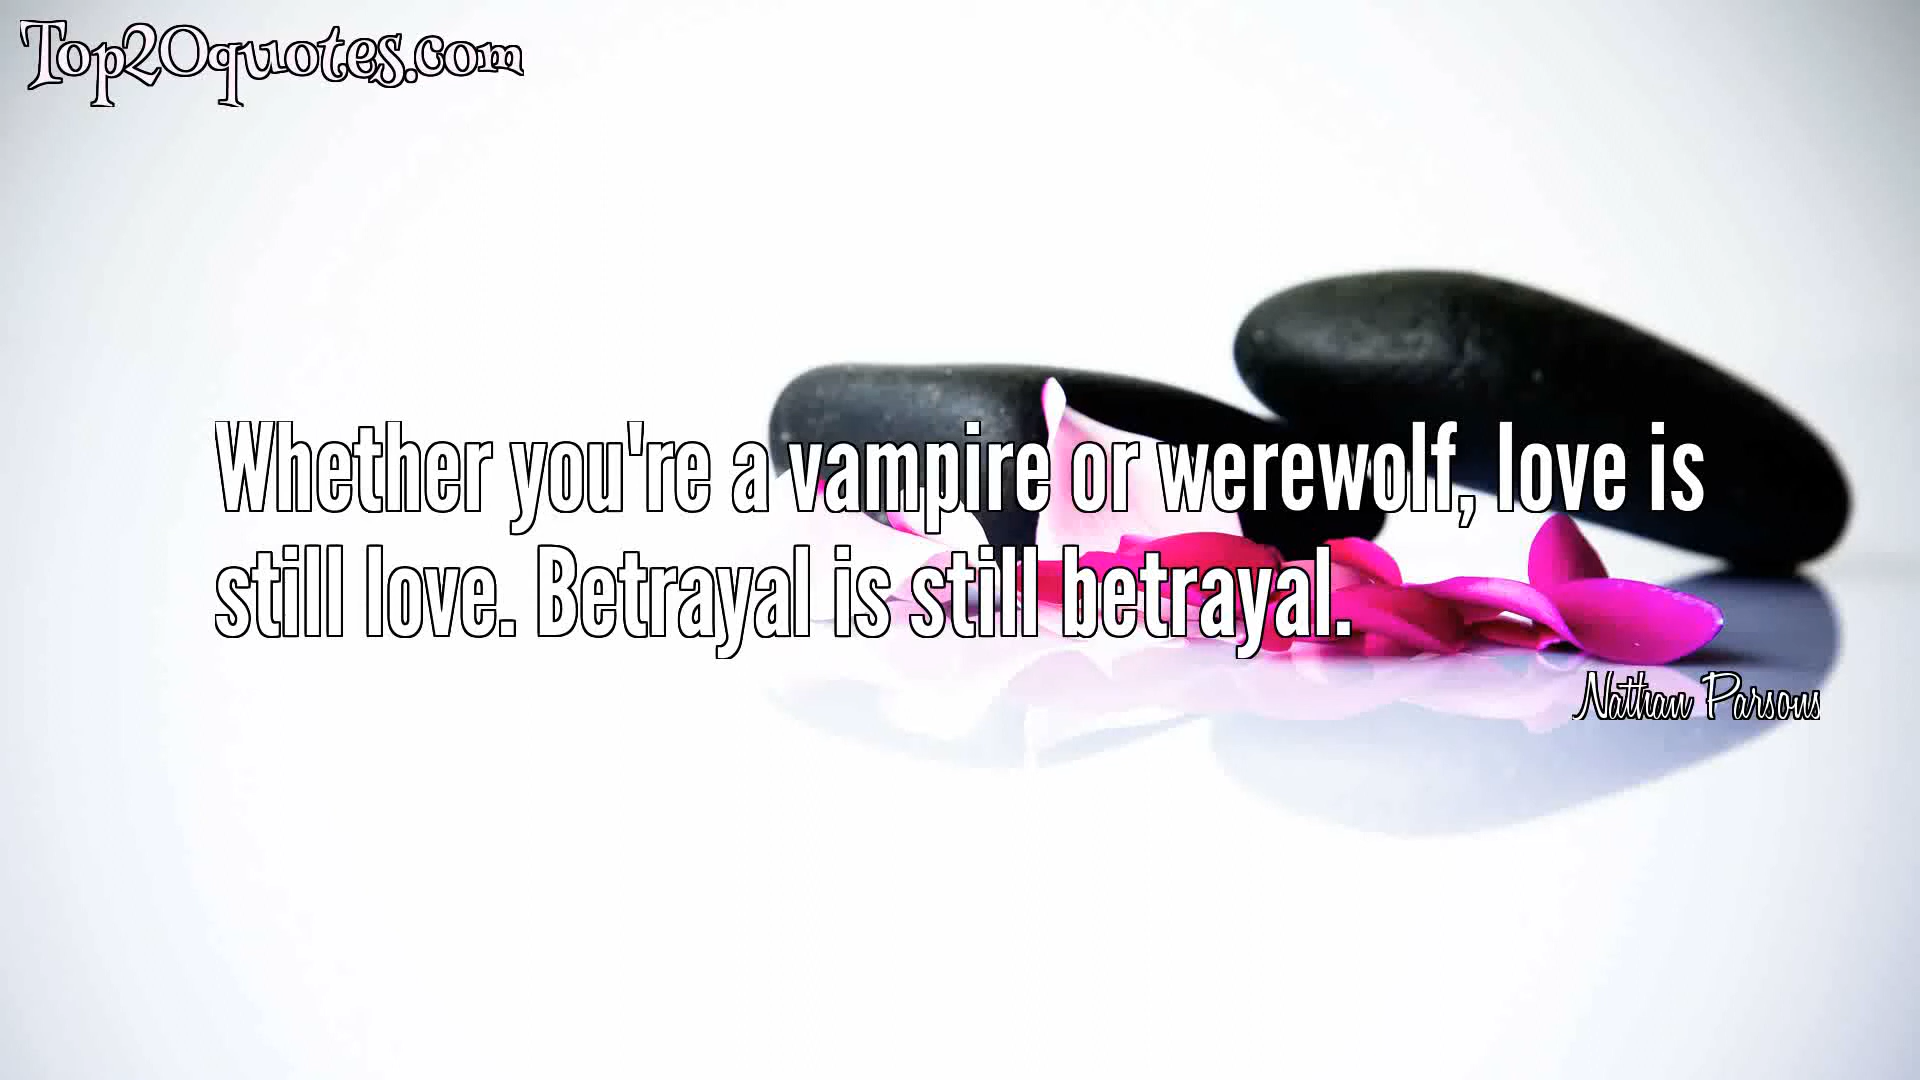 Top20quotes.com
Whether you're a vampire or werewolf, love is
still love. Betrayal is still betrayal.
Nathan Parsons